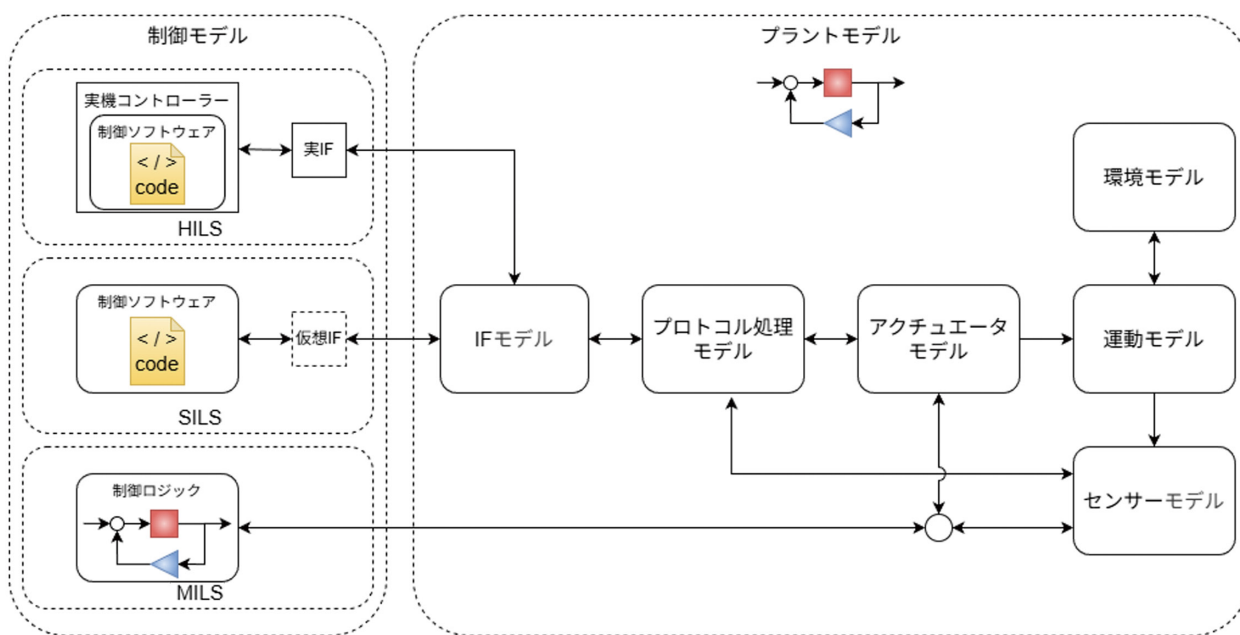 制御モデル
実機コントローラー
制御ソフトウェア
< / >
code
実IF
HILS
制御ソフトウェア
< / >
code
仮想IF
SILS
制御ロジック
MILS
プラントモデル
環境モデル
IFモデル
プロトコル処理
モデル
アクチュエータ
モデル
運動モデル
センサーモデル